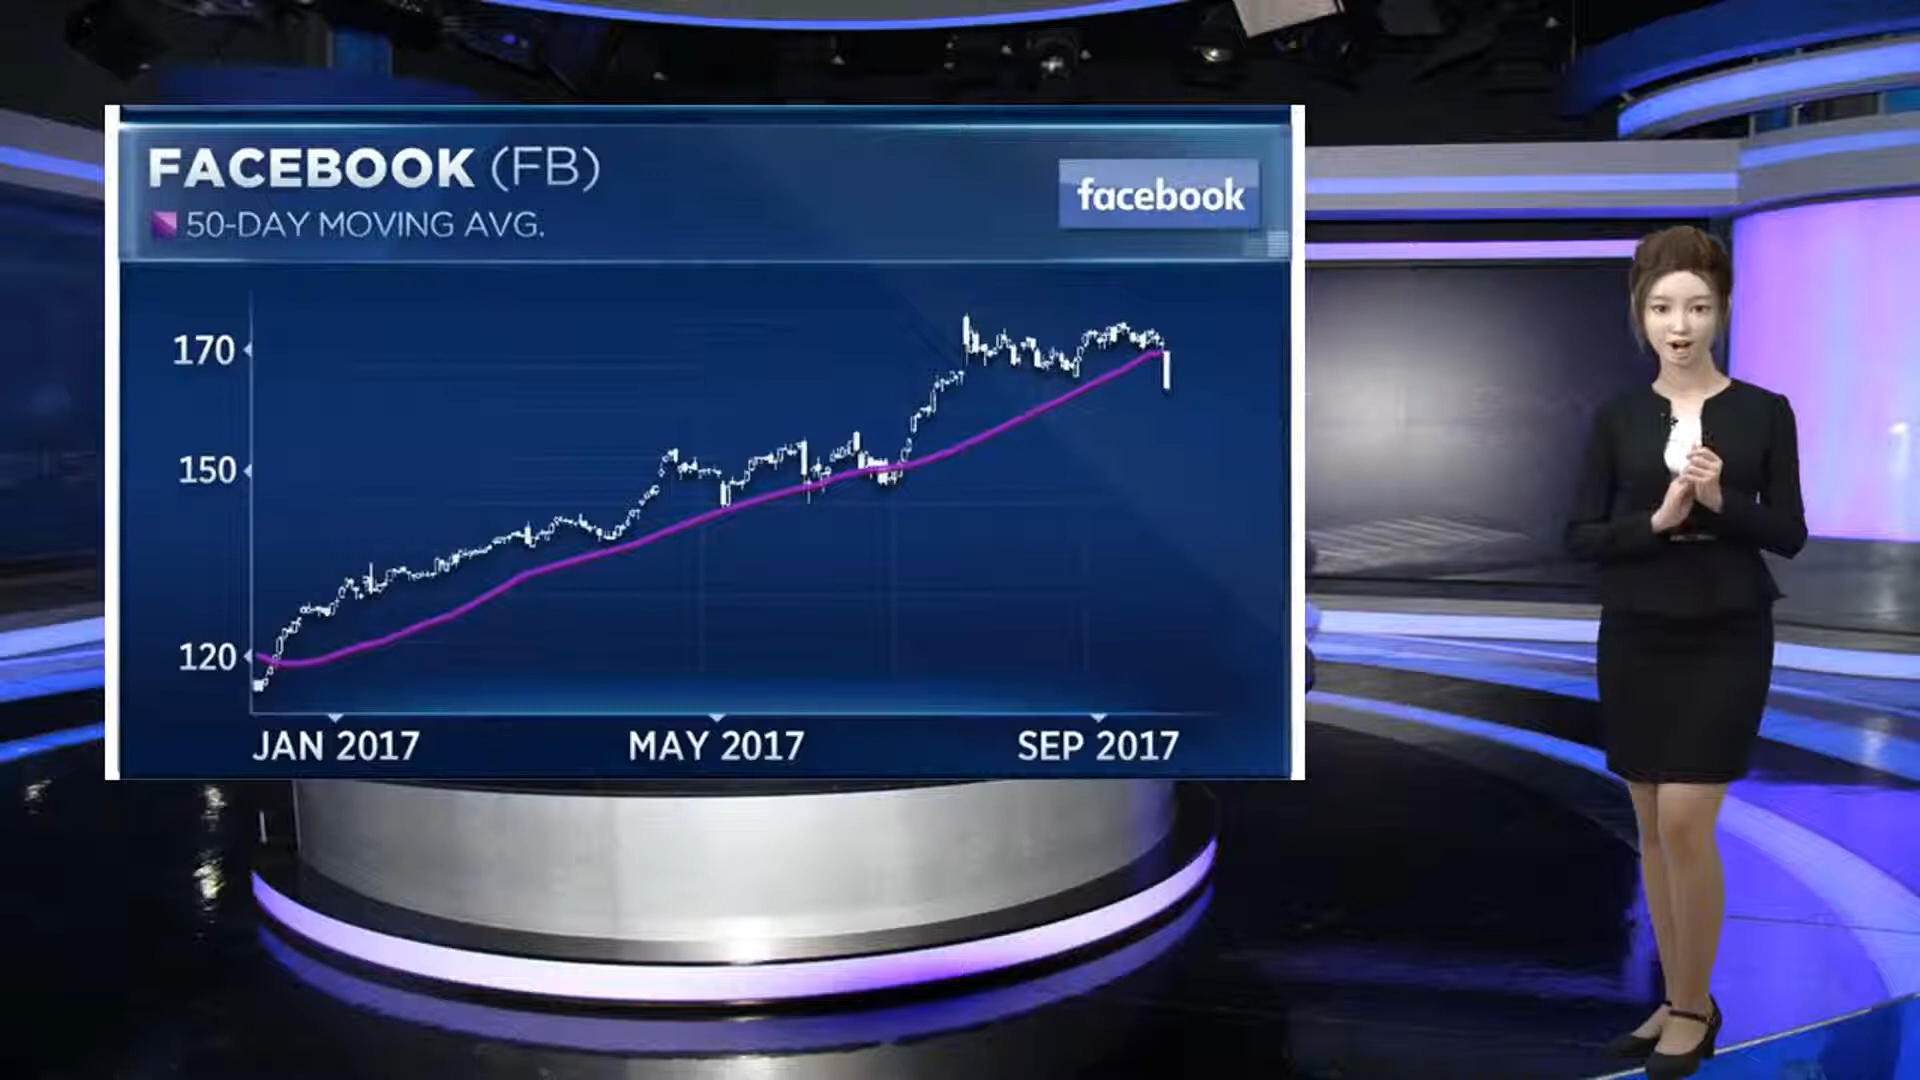 FACEBOOK (FB)
50-DAY MOVING AVG.
facebook
170
150
120
JAN 2017
MAY 2017
SEP 2017